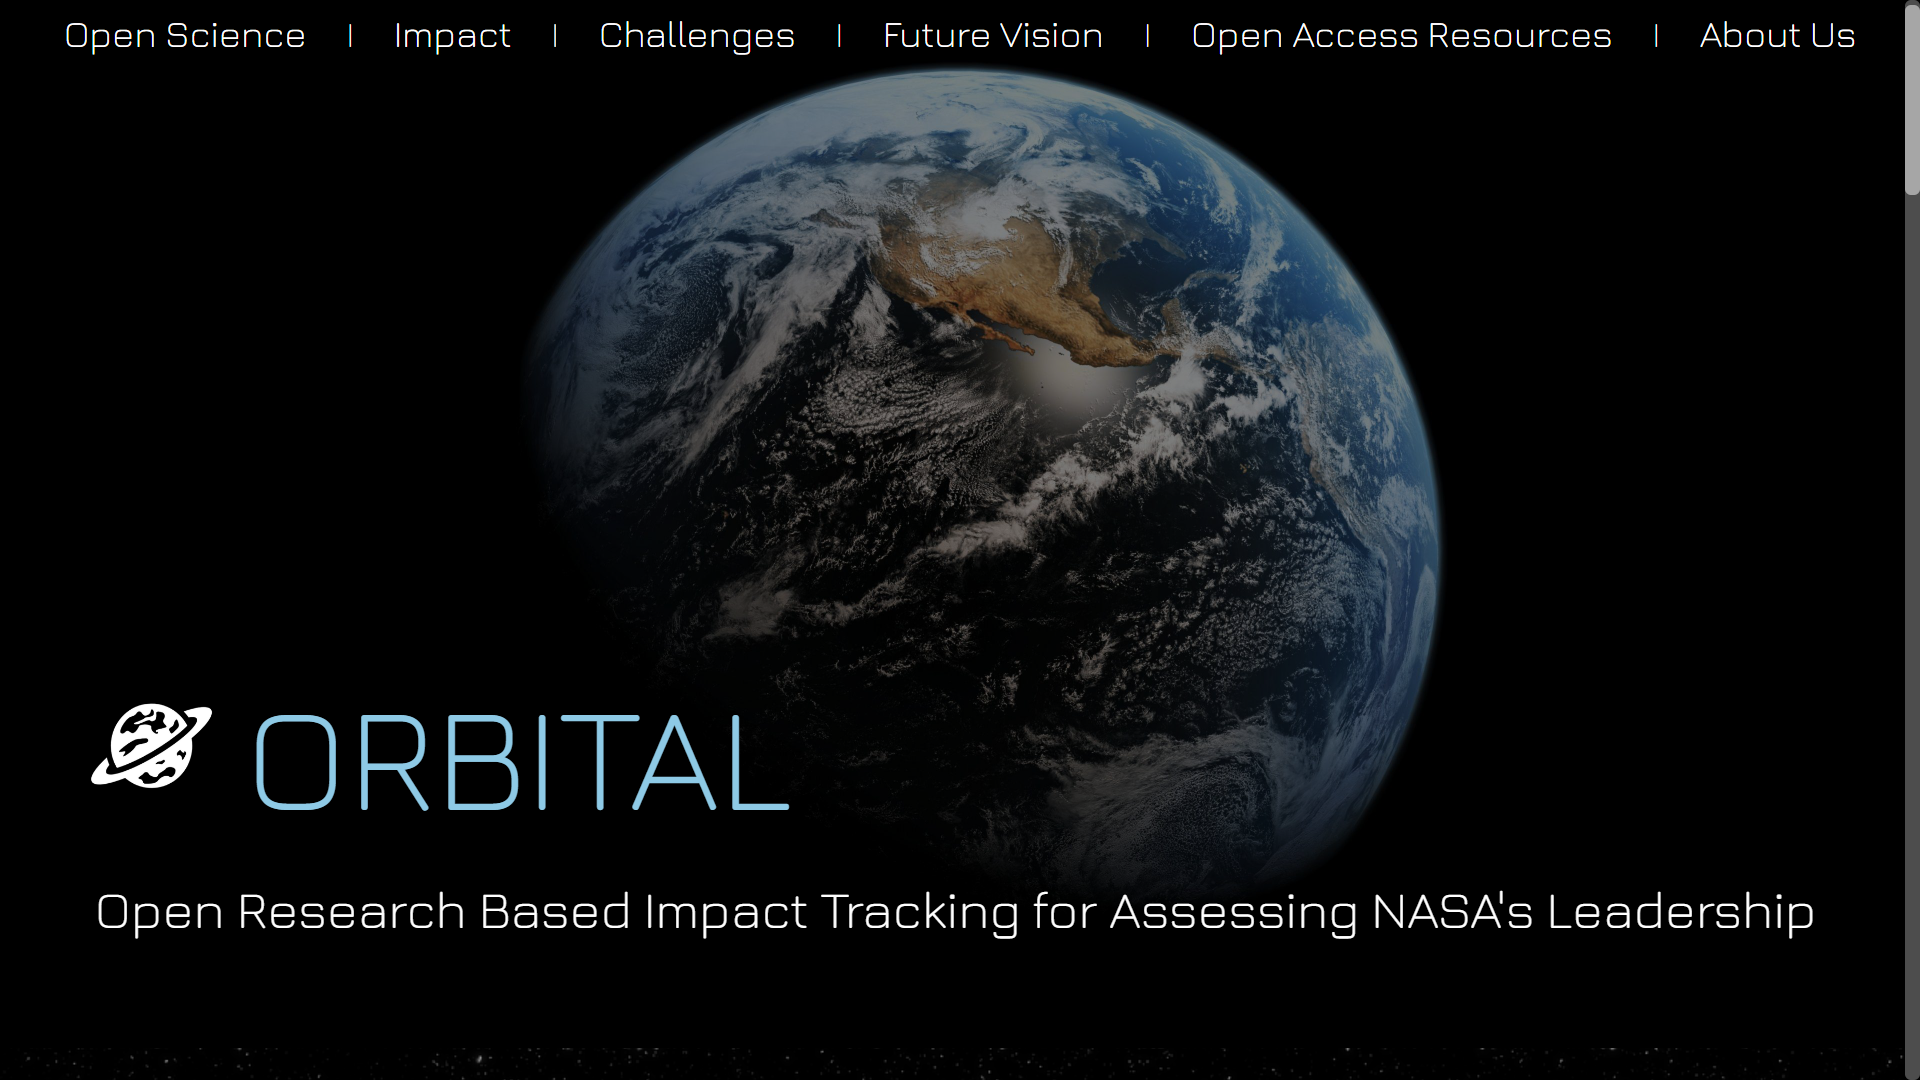 Open Science | Impact | Challenges | Future Vision | Open Access Resources | About Us
ORBITAL
Open Research Based Impact Tracking for Assessing NASA's Leadership